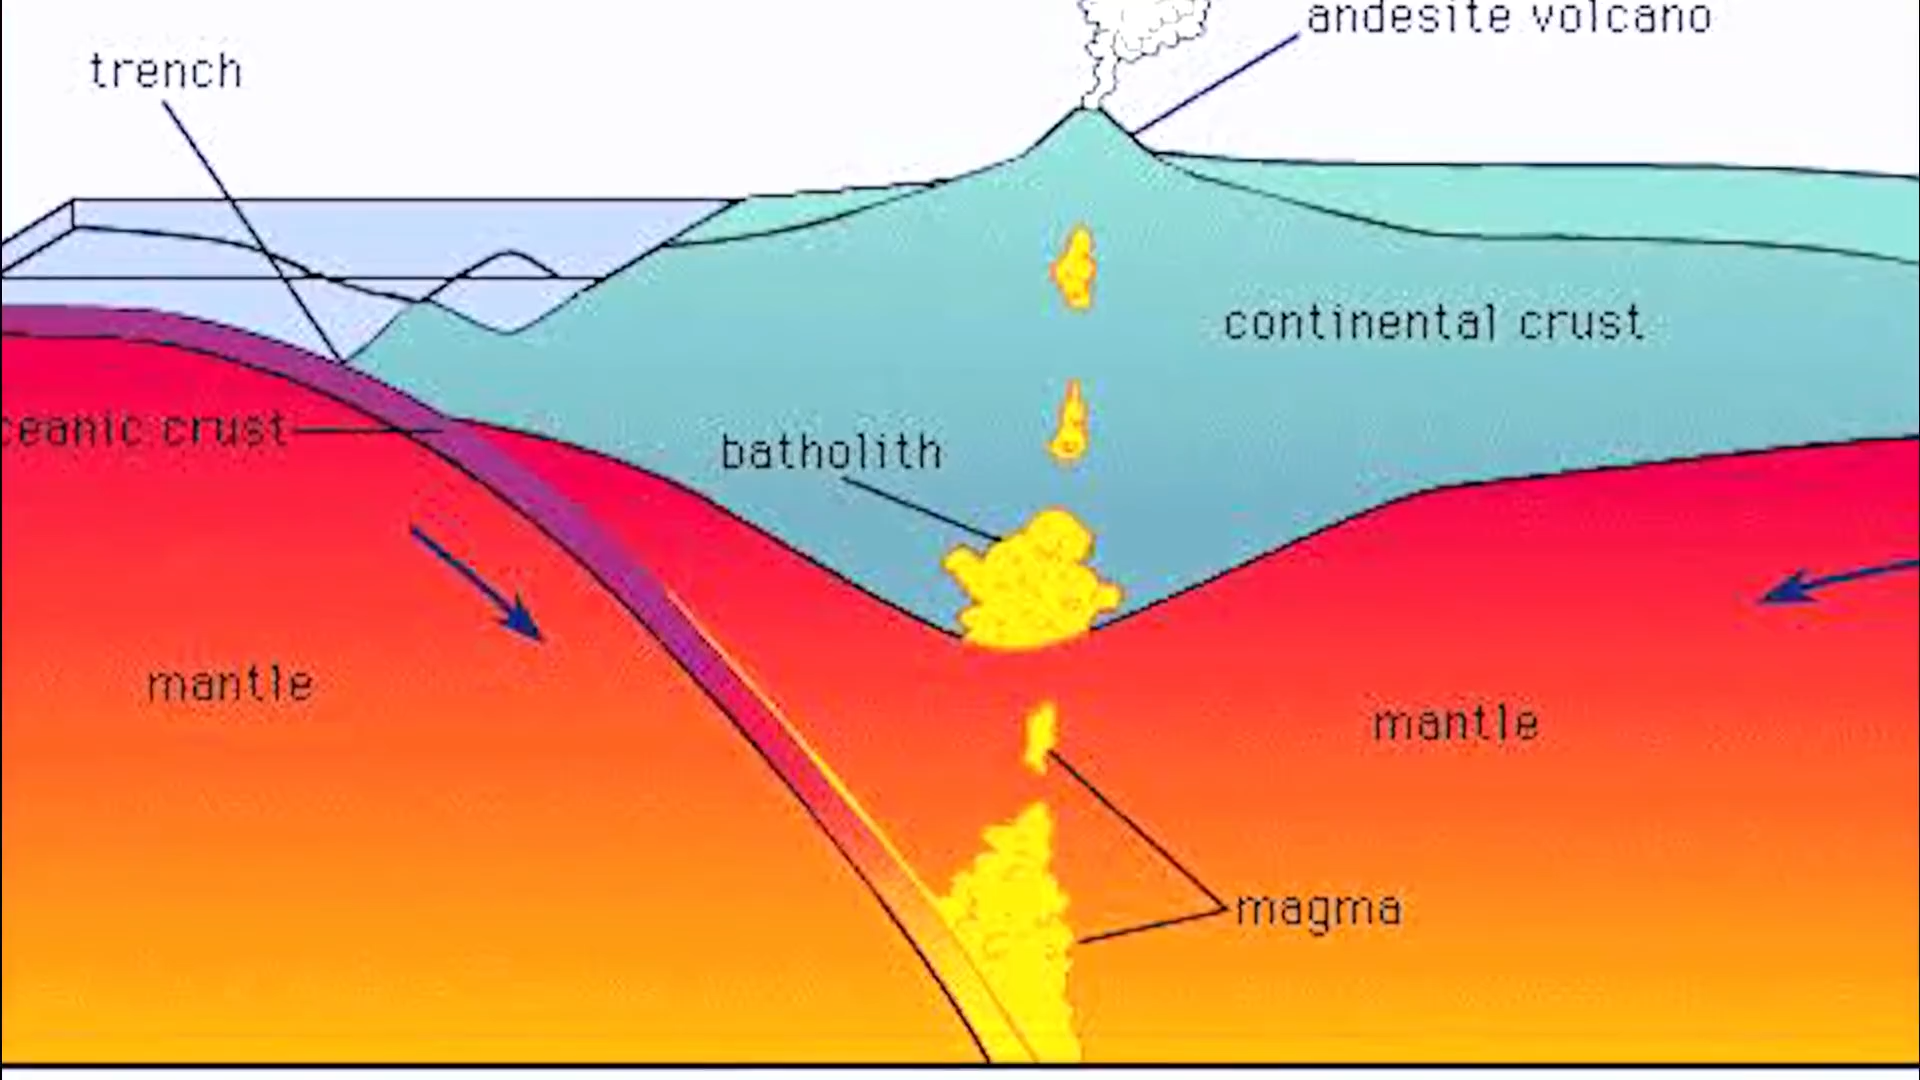 andesite volcano
trench
continental crust
ceanic crust
batholith
mantle
mantle
magma